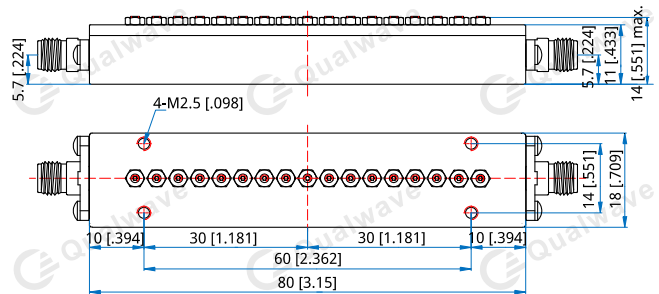 Qualwave Qualwave Qualwave
5.7 [.224]
5.7 [.224]
11 [.433]
14 [.551] max.
4-M2.5 [.098]
14 [.551]
18 [.709]
10 [.394] 30 [1.181] 30 [1.181] 10 [.394]
60 [2.362]
80 [3.15]
Qualwave Qualwave Qualwave